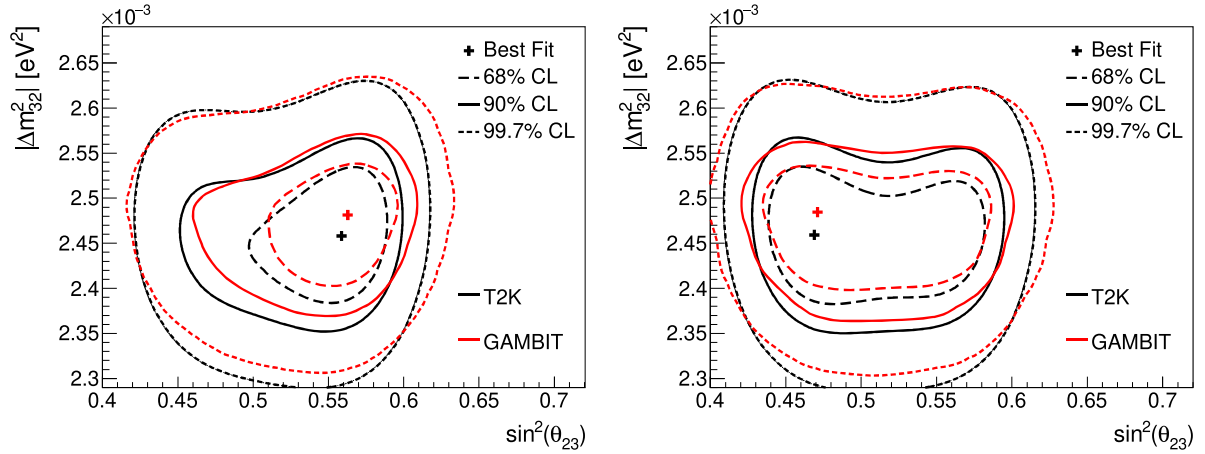 ×10⁻³
|Δm²₃₂| [eV²]
2.65
2.6
2.55
2.5
2.45
2.4
2.35
2.3
Best Fit
68% CL
90% CL
99.7% CL
T2K
GAMBIT
0.4 0.45 0.5 0.55 0.6 0.65 0.7
sin²(θ₂₃)
×10⁻³
|Δm²₃₂| [eV²]
2.65
2.6
2.55
2.5
2.45
2.4
2.35
2.3
Best Fit
68% CL
90% CL
99.7% CL
T2K
GAMBIT
0.4 0.45 0.5 0.55 0.6 0.65 0.7
sin²(θ₂₃)